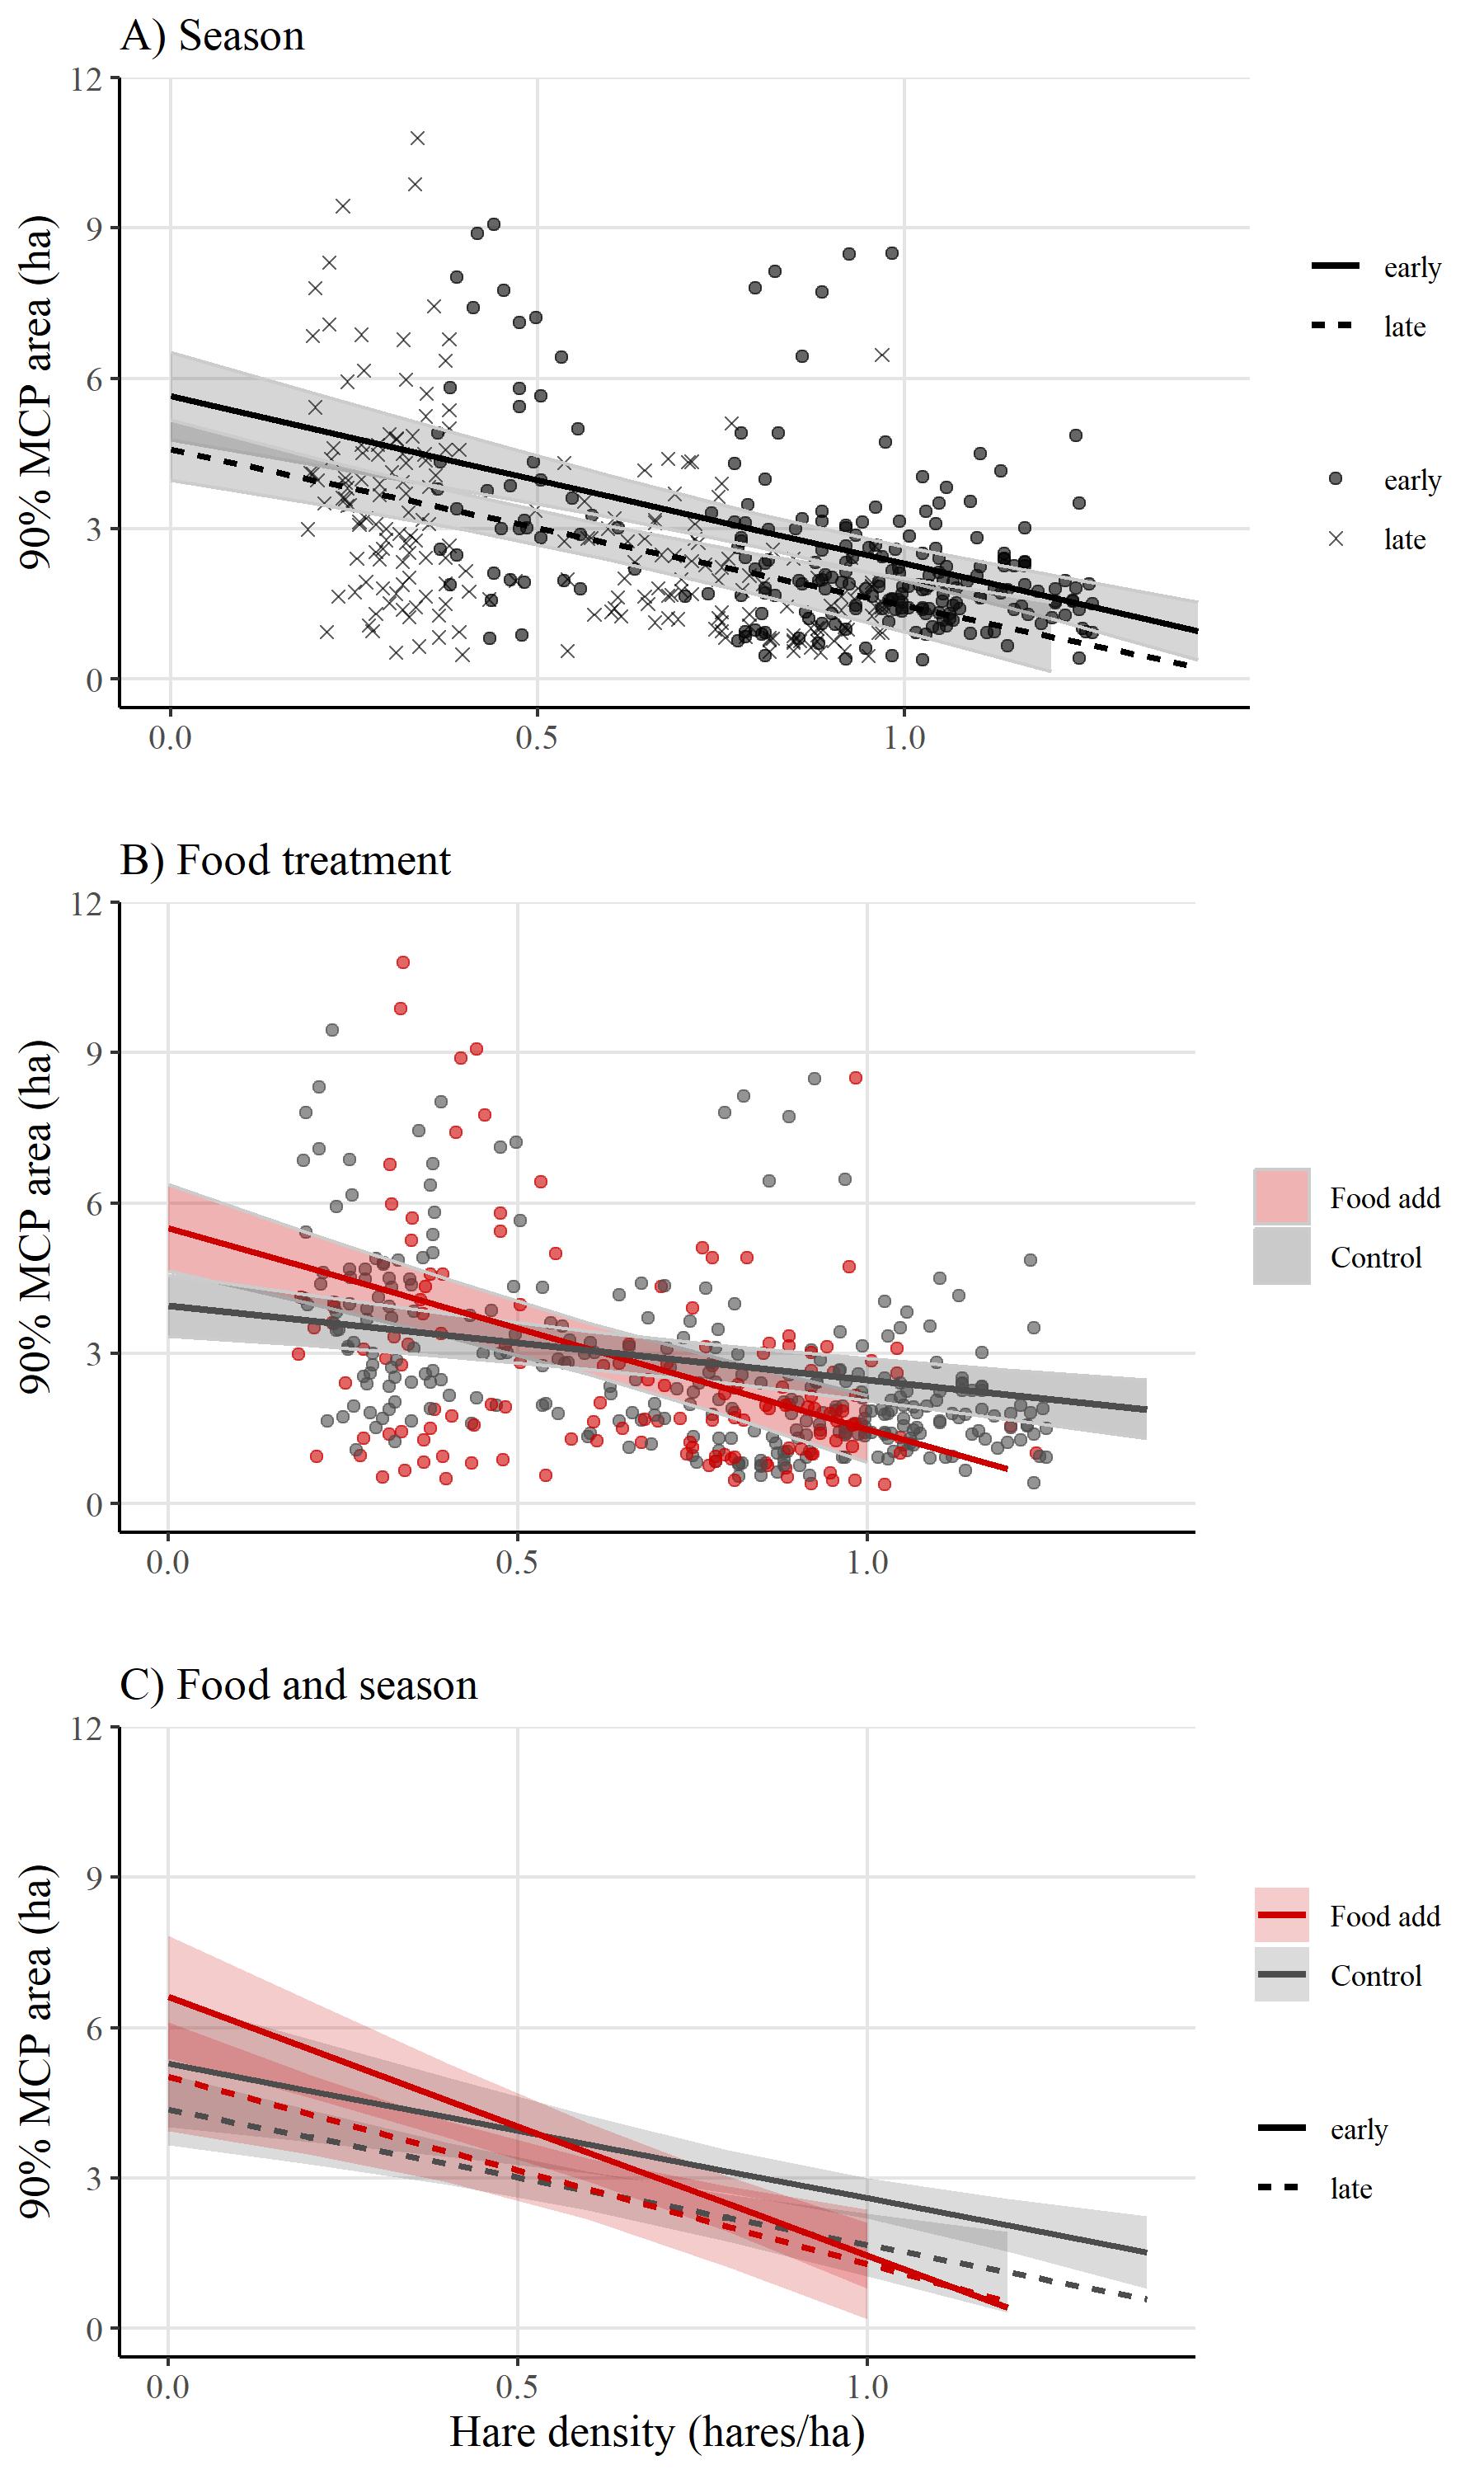 A) Season
12
9
6
3
0
90% MCP area (ha)
0.0 0.5 1.0
early
late
early
late
B) Food treatment
12
9
6
3
0
90% MCP area (ha)
0.0 0.5 1.0
Food add
Control
C) Food and season
12
9
6
3
0
90% MCP area (ha)
0.0 0.5 1.0
Hare density (hares/ha)
Food add
Control
early
late